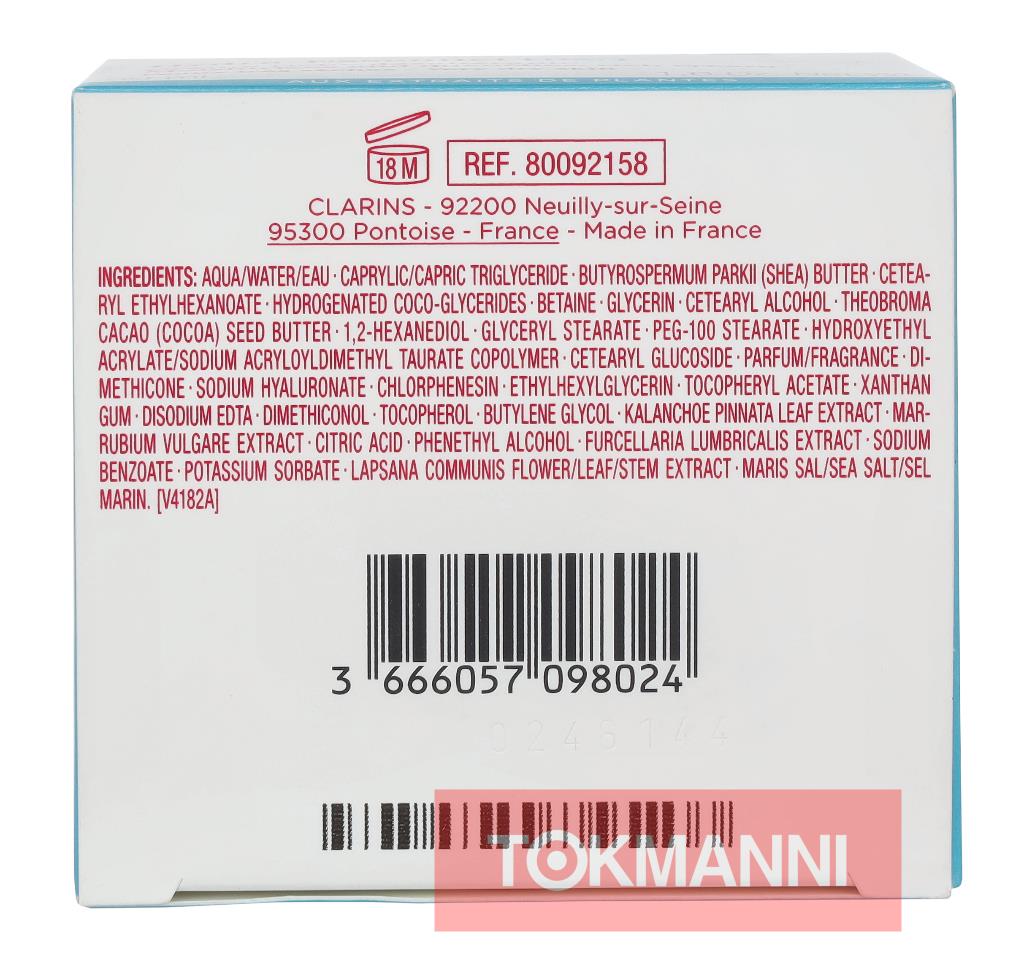 AUX EXTRAITS DE PLANTES
18 M
REF. 80092158
CLARINS - 92200 Neuilly-sur-Seine
95300 Pontoise - France - Made in France
INGREDIENTS: AQUA/WATER/EAU · CAPRYLIC/CAPRIC TRIGLYCERIDE · BUTYROSPERMUM PARKII (SHEA) BUTTER · CETEA-
RYL ETHYLHEXANOATE · HYDROGENATED COCO-GLYCERIDES · BETAINE · GLYCERIN · CETEARYL ALCOHOL · THEOBROMA
CACAO (COCOA) SEED BUTTER · 1,2-HEXANEDIOL · GLYCERYL STEARATE · PEG-100 STEARATE · HYDROXYETHYL
ACRYLATE/SODIUM ACRYLOYLDIMETHYL TAURATE COPOLYMER · CETEARYL GLUCOSIDE · PARFUM/FRAGRANCE · DI-
METHICONE · SODIUM HYALURONATE · CHLORPHENESIN · ETHYLHEXYLGLYCERIN · TOCOPHERYL ACETATE · XANTHAN
GUM · DISODIUM EDTA · DIMETHICONOL · TOCOPHEROL · BUTYLENE GLYCOL · KALANCHOE PINNATA LEAF EXTRACT · MAR-
RUBIUM VULGARE EXTRACT · CITRIC ACID · PHENETHYL ALCOHOL · FURCELLARIA LUMBRICALIS EXTRACT · SODIUM
BENZOATE · POTASSIUM SORBATE · LAPSANA COMMUNIS FLOWER/LEAF/STEM EXTRACT · MARIS SAL/SEA SALT/SEL
MARIN. [V4182A]
3 666057 098024
0246144
TOKMANNI